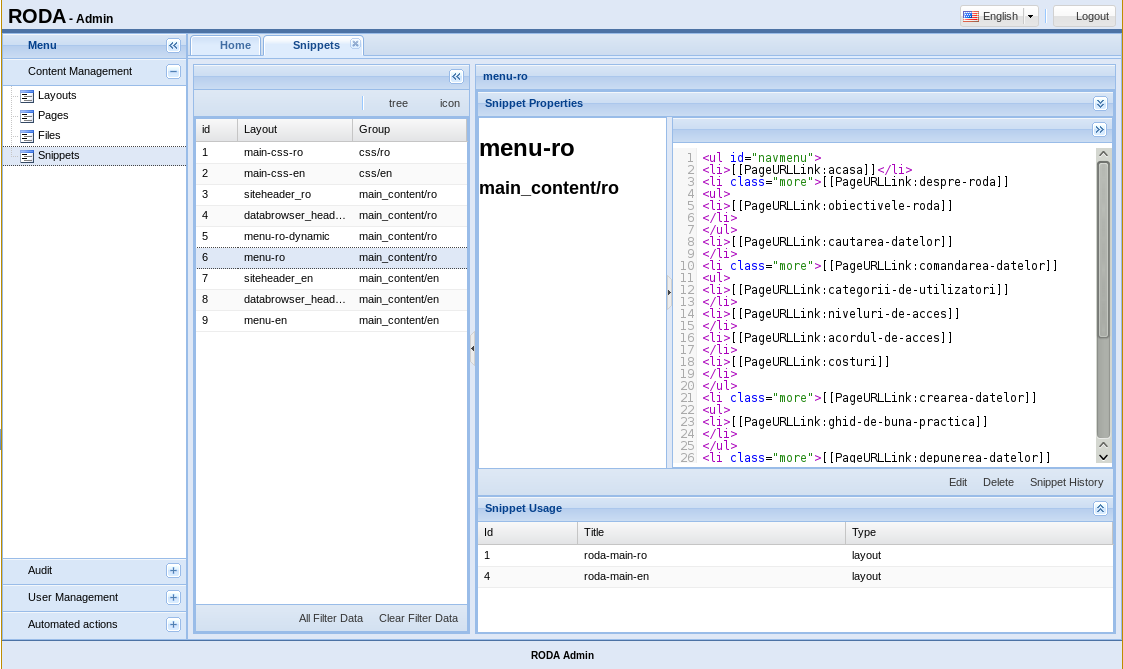 RODA - Admin
English
Logout
Menu
Content Management
Layouts
Pages
Files
Snippets
Audit
User Management
Automated actions
Home
Snippets
tree icon
id Layout Group
1 main-css-ro css/ro
2 main-css-en css/en
3 siteheader_ro main_content/ro
4 databrowser_head... main_content/ro
5 menu-ro-dynamic main_content/ro
6 menu-ro main_content/ro
7 siteheader_en main_content/en
8 databrowser_head... main_content/en
9 menu-en main_content/en
All Filter Data Clear Filter Data
menu-ro
Snippet Properties
menu-ro
main_content/ro
1 <ul id="navmenu">
2 <li>[[PageURLLink:acasa]]</li>
3 <li class="more">[[PageURLLink:despre-roda]]
4 <ul>
5 <li>[[PageURLLink:obiectivele-roda]]
6 </li>
7 </ul>
8 <li>[[PageURLLink:cautarea-datelor]]
9 </li>
10 <li class="more">[[PageURLLink:comandarea-datelor]]
11 <ul>
12 <li>[[PageURLLink:categorii-de-utilizatori]]
13 </li>
14 <li>[[PageURLLink:niveluri-de-acces]]
15 </li>
16 <li>[[PageURLLink:acordul-de-acces]]
17 </li>
18 <li>[[PageURLLink:costuri]]
19 </li>
20 </ul>
21 <li class="more">[[PageURLLink:crearea-datelor]]
22 <ul>
23 <li>[[PageURLLink:ghid-de-buna-practica]]
24 </li>
25 </ul>
26 <li class="more">[[PageURLLink:depunerea-datelor]]
Edit Delete Snippet History
Snippet Usage
Id Title Type
1 roda-main-ro layout
4 roda-main-en layout
RODA Admin